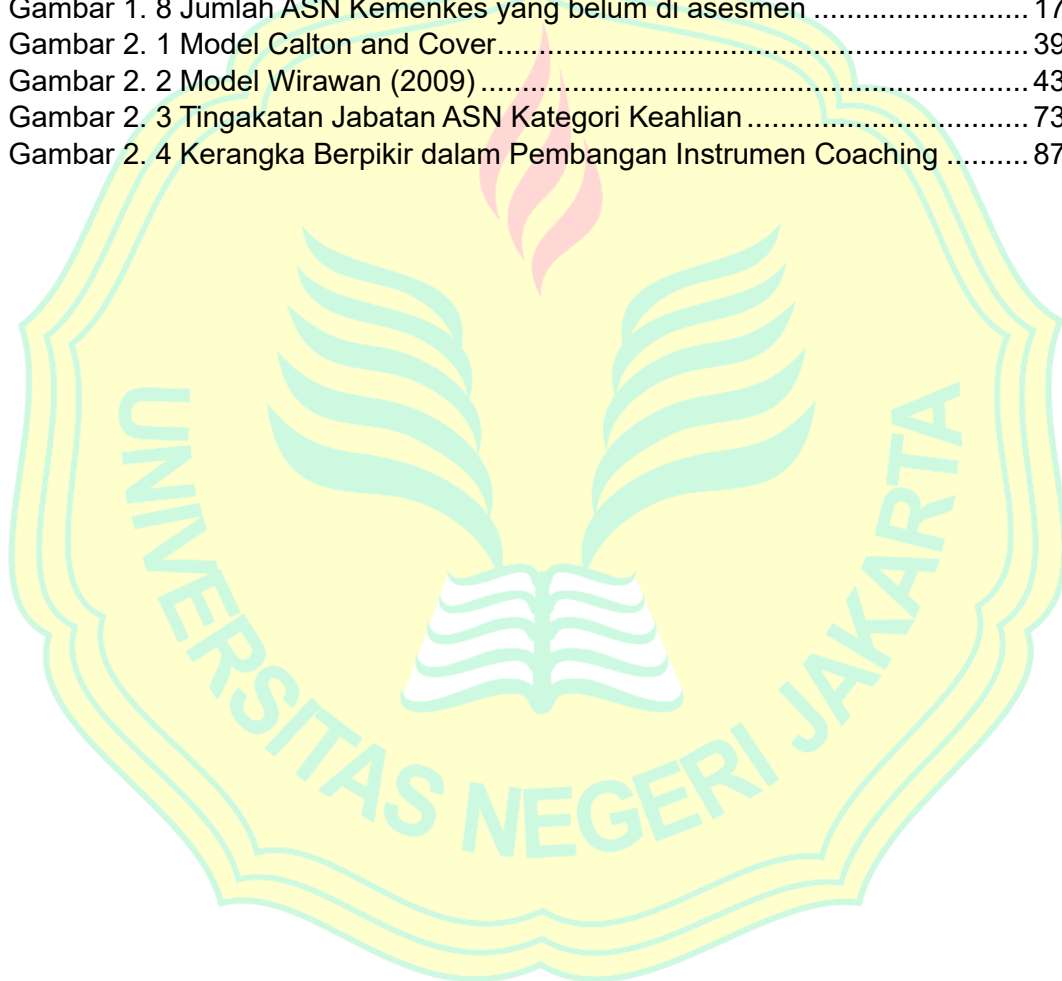 Gambar 1. 8 Jumlah ASN Kemenkes yang belum di asesmen ........................... 17
Gambar 2. 1 Model Calton and Cover................................................................. 39
Gambar 2. 2 Model Wirawan (2009) ................................................................... 43
Gambar 2. 3 Tingakatan Jabatan ASN Kategori Keahlian .................................. 73
Gambar 2. 4 Kerangka Berpikir dalam Pembangan Instrumen Coaching .......... 87
UNIVERSITAS NEGERI JAKARTA